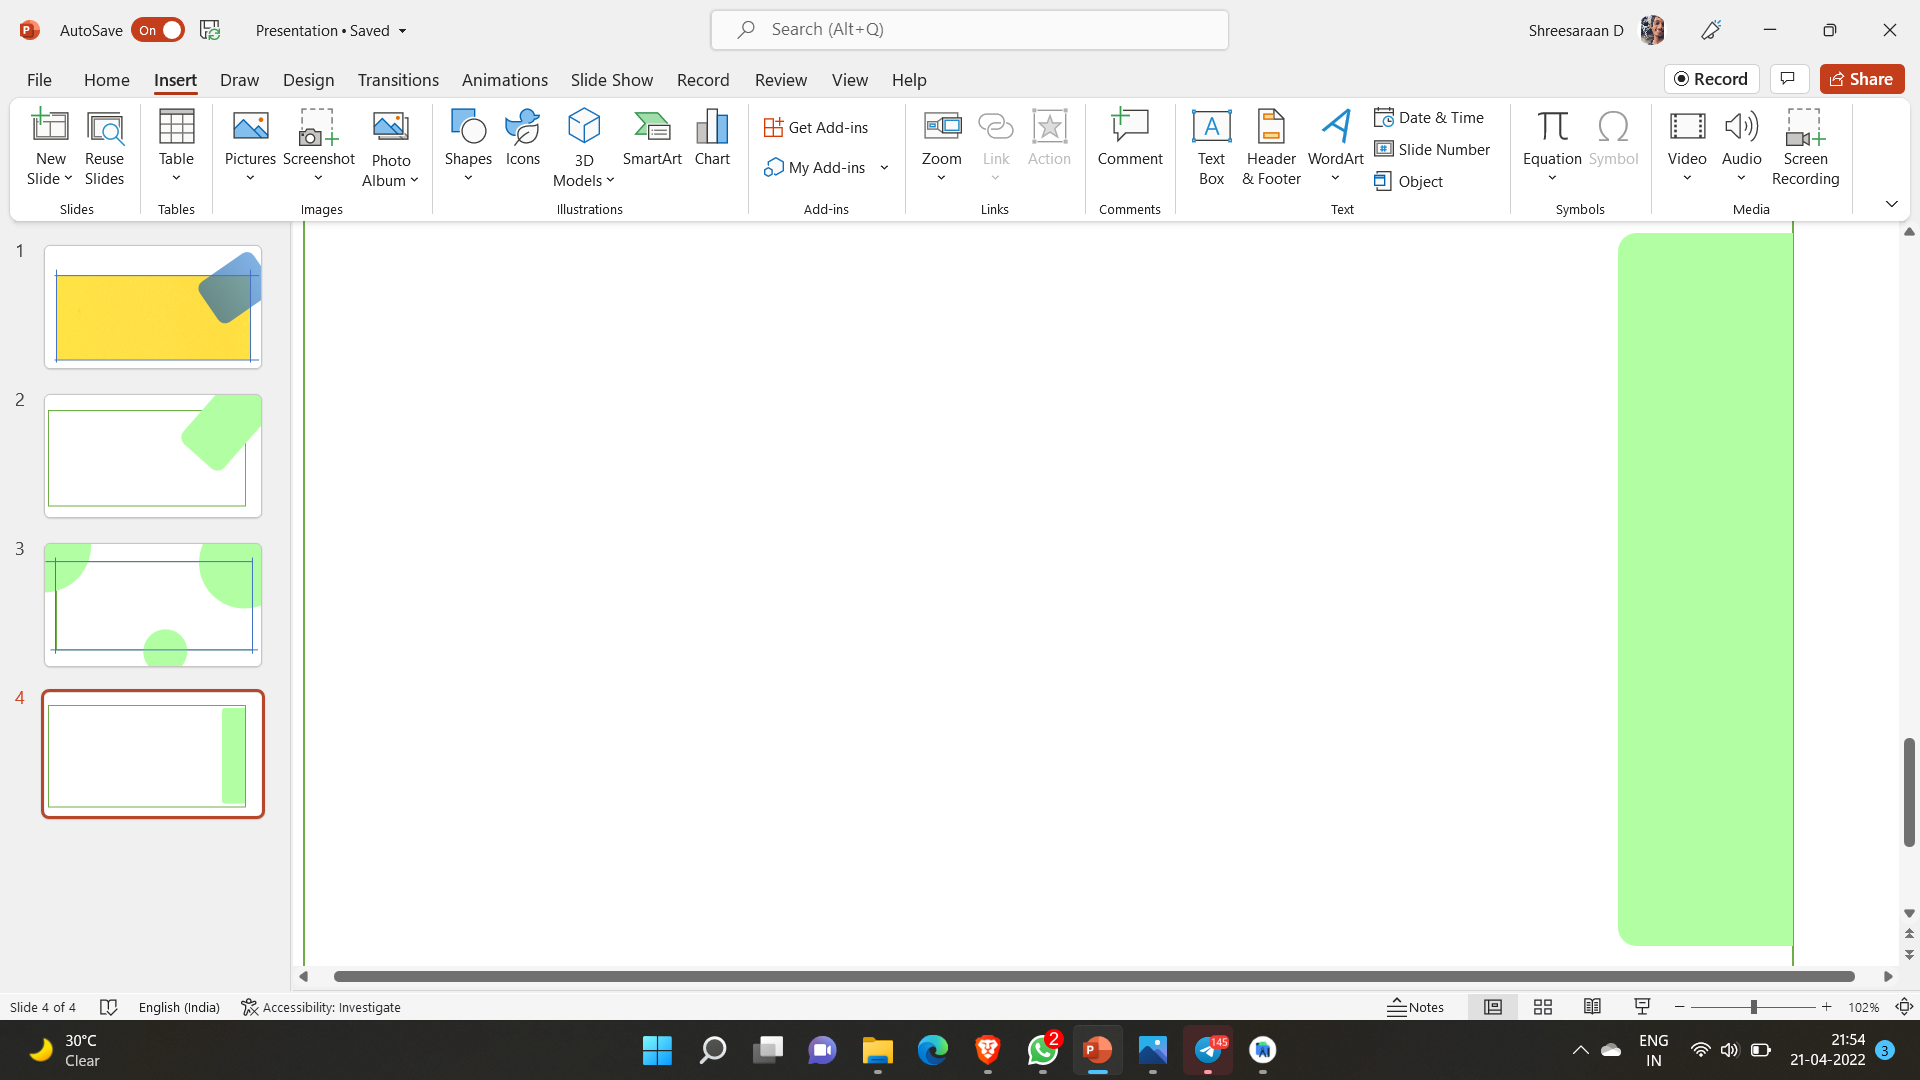 AutoSave On Presentation • Saved
Search (Alt+Q)
Shreesaraan D
File Home Insert Draw Design Transitions Animations Slide Show Record Review View Help
Record Share
New Slide
Reuse Slides
Slides
Table
Tables
Pictures
Screenshot
Photo Album
Images
Shapes
Icons
3D Models
SmartArt
Chart
Illustrations
Get Add-ins
My Add-ins
Add-ins
Zoom
Link
Action
Links
Comment
Comments
Text Box
Header & Footer
WordArt
Date & Time
Slide Number
Object
Text
Equation
Symbol
Symbols
Video
Audio
Screen Recording
Media
1
2
3
4
Slide 4 of 4 English (India) Accessibility: Investigate
Notes 102%
30°C
Clear
2
145
ENG
IN
21:54
21-04-2022
3